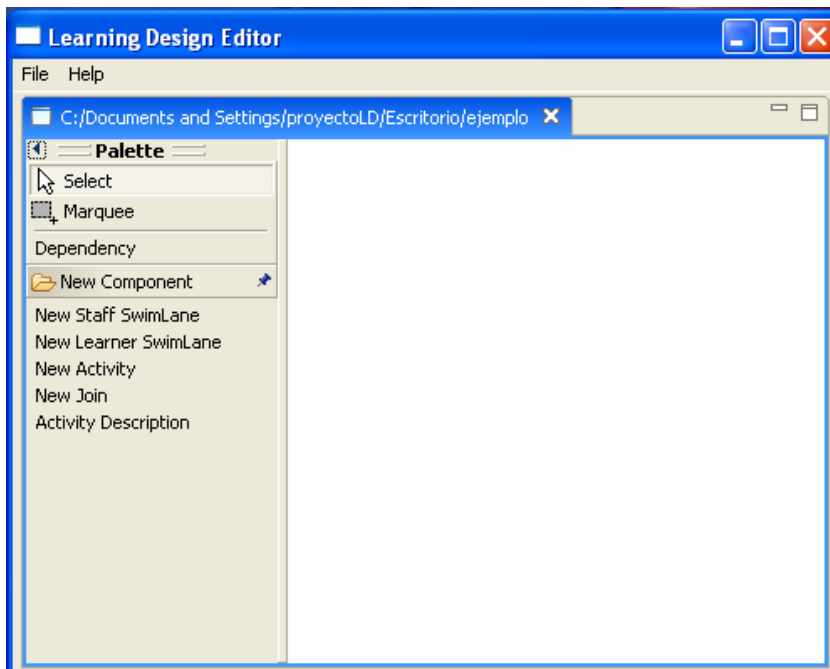 Learning Design Editor
File Help
C:/Documents and Settings/proyectoLD/Escritorio/ejemplo
Palette
Select
Marquee
Dependency
New Component
New Staff SwimLane
New Learner SwimLane
New Activity
New Join
Activity Description